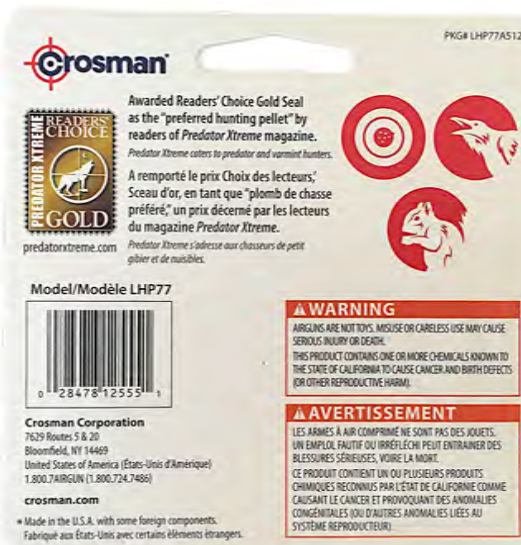 PKG# LHP77A512
Crosman
PREDATOR XTREME
READERS'
CHOICE
GOLD
predatorxtreme.com
Awarded Readers' Choice Gold Seal
as the "preferred hunting pellet" by
readers of Predator Xtreme magazine.
Predator Xtreme caters to predator and varmint hunters.
A remporté le prix Choix des lecteurs,'
Sceau d'or, en tant que "plomb de chasse
préféré," un prix décerné par les lecteurs
du magazine Predator Xtreme.
Predator Xtreme s'adresse aux chasseurs de petit
gibier et de nuisibles.
Model/Modèle LHP77
0 28478 12555 1
Crosman Corporation
7629 Routes 5 & 20
Bloomfield, NY 14469
United States of America (États-Unis d'Amérique)
1.800.7AIRGUN (1.800.724.7486)
crosman.com
Made in the U.S.A. with some foreign components.
Fabriqué aux États-Unis avec certains éléments étrangers.
WARNING
AIRGUNS ARE NOT TOYS. MISUSE OR CARELESS USE MAY CAUSE
SERIOUS INJURY OR DEATH.
THIS PRODUCT CONTAINS ONE OR MORE CHEMICALS KNOWN TO
THE STATE OF CALIFORNIA TO CAUSE CANCER AND BIRTH DEFECTS
(OR OTHER REPRODUCTIVE HARM).
AVERTISSEMENT
LES ARMES À AIR COMPRIMÉ NE SONT PAS DES JOUETS.
UN EMPLOI FAUTIF OU IRRÉFLÉCHI PEUT ENTRAINER DES
BLESSURES SÉRIEUSES, VOIRE LA MORT.
CE PRODUIT CONTIENT UN OU PLUSIEURS PRODUITS
CHIMIQUES RECONNUS PAR L'ÉTAT DE CALIFORNIE COMME
CAUSANT LE CANCER ET PROVOQUANT DES ANOMALIES
CONGÉNITALES (OU D'AUTRES ANOMALIES LIÉES AU
SYSTÈME REPRODUCTEUR).